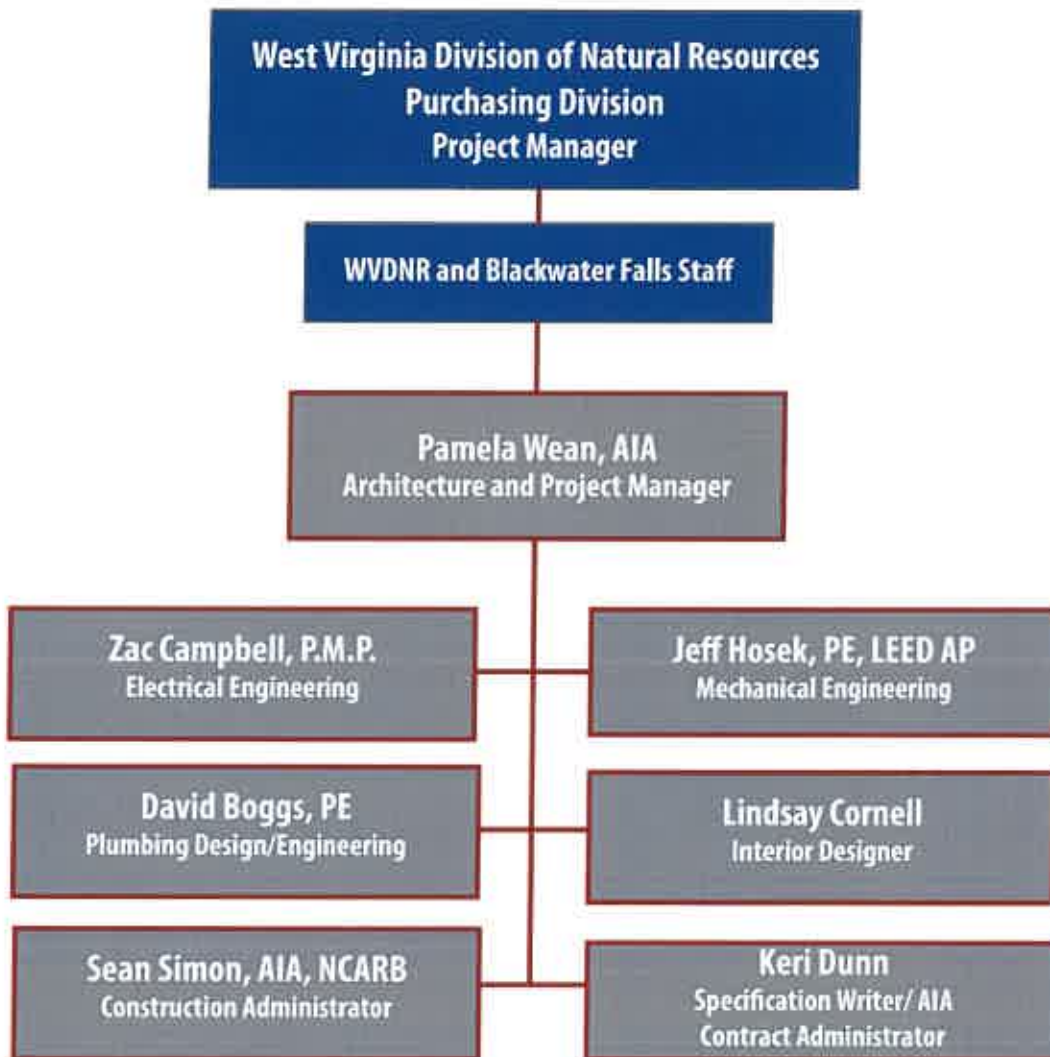 West Virginia Division of Natural Resources
Purchasing Division
Project Manager
WVDNR and Blackwater Falls Staff
Pamela Wean, AIA
Architecture and Project Manager
Zac Campbell, P.M.P.
Electrical Engineering
Jeff Hosek, PE, LEED AP
Mechanical Engineering
David Boggs, PE
Plumbing Design/Engineering
Lindsay Cornell
Interior Designer
Sean Simon, AIA, NCARB
Construction Administrator
Keri Dunn
Specification Writer/ AIA
Contract Administrator